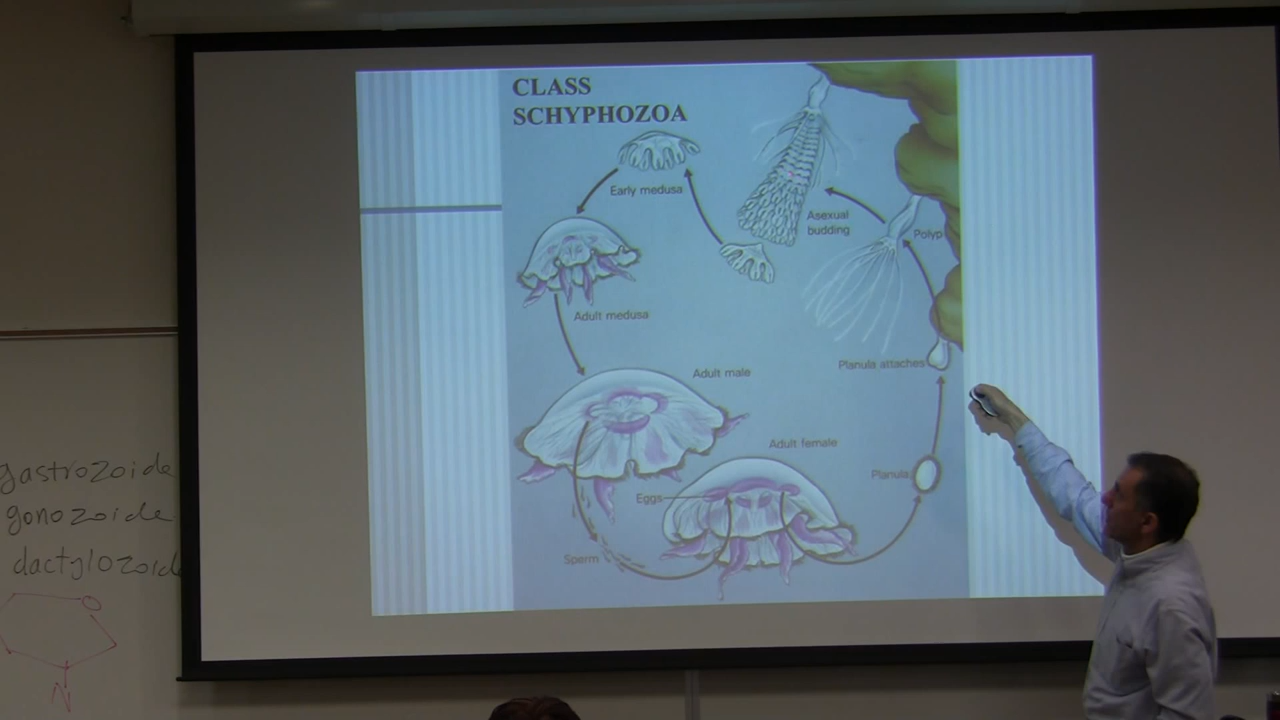 CLASS
SCHYPHOZOA
Early medusa
Asexual
budding
Polyp
Adult medusa
Planula attaches
Adult male
Adult female
Planula
Eggs
Sperm
gastrozoide
gonozoide
dactylozoide
N